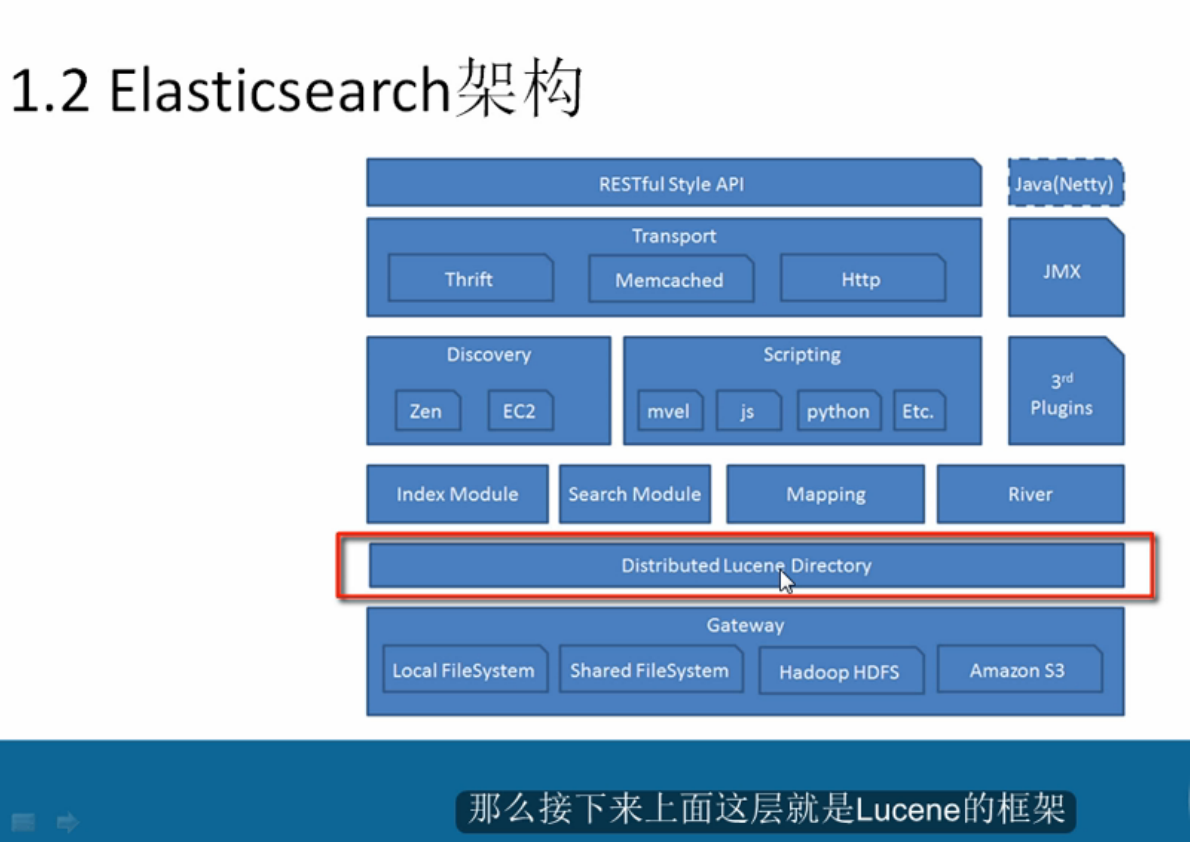 1.2 Elasticsearch架构
RESTful Style API
Java(Netty)
Transport
Thrift
Memcached
Http
JMX
Discovery
Zen
EC2
Scripting
mvel
js
python
Etc.
3rd
Plugins
Index Module
Search Module
Mapping
River
Distributed Lucene Directory
Gateway
Local FileSystem
Shared FileSystem
Hadoop HDFS
Amazon S3
那么接下来上面这层就是Lucene的框架